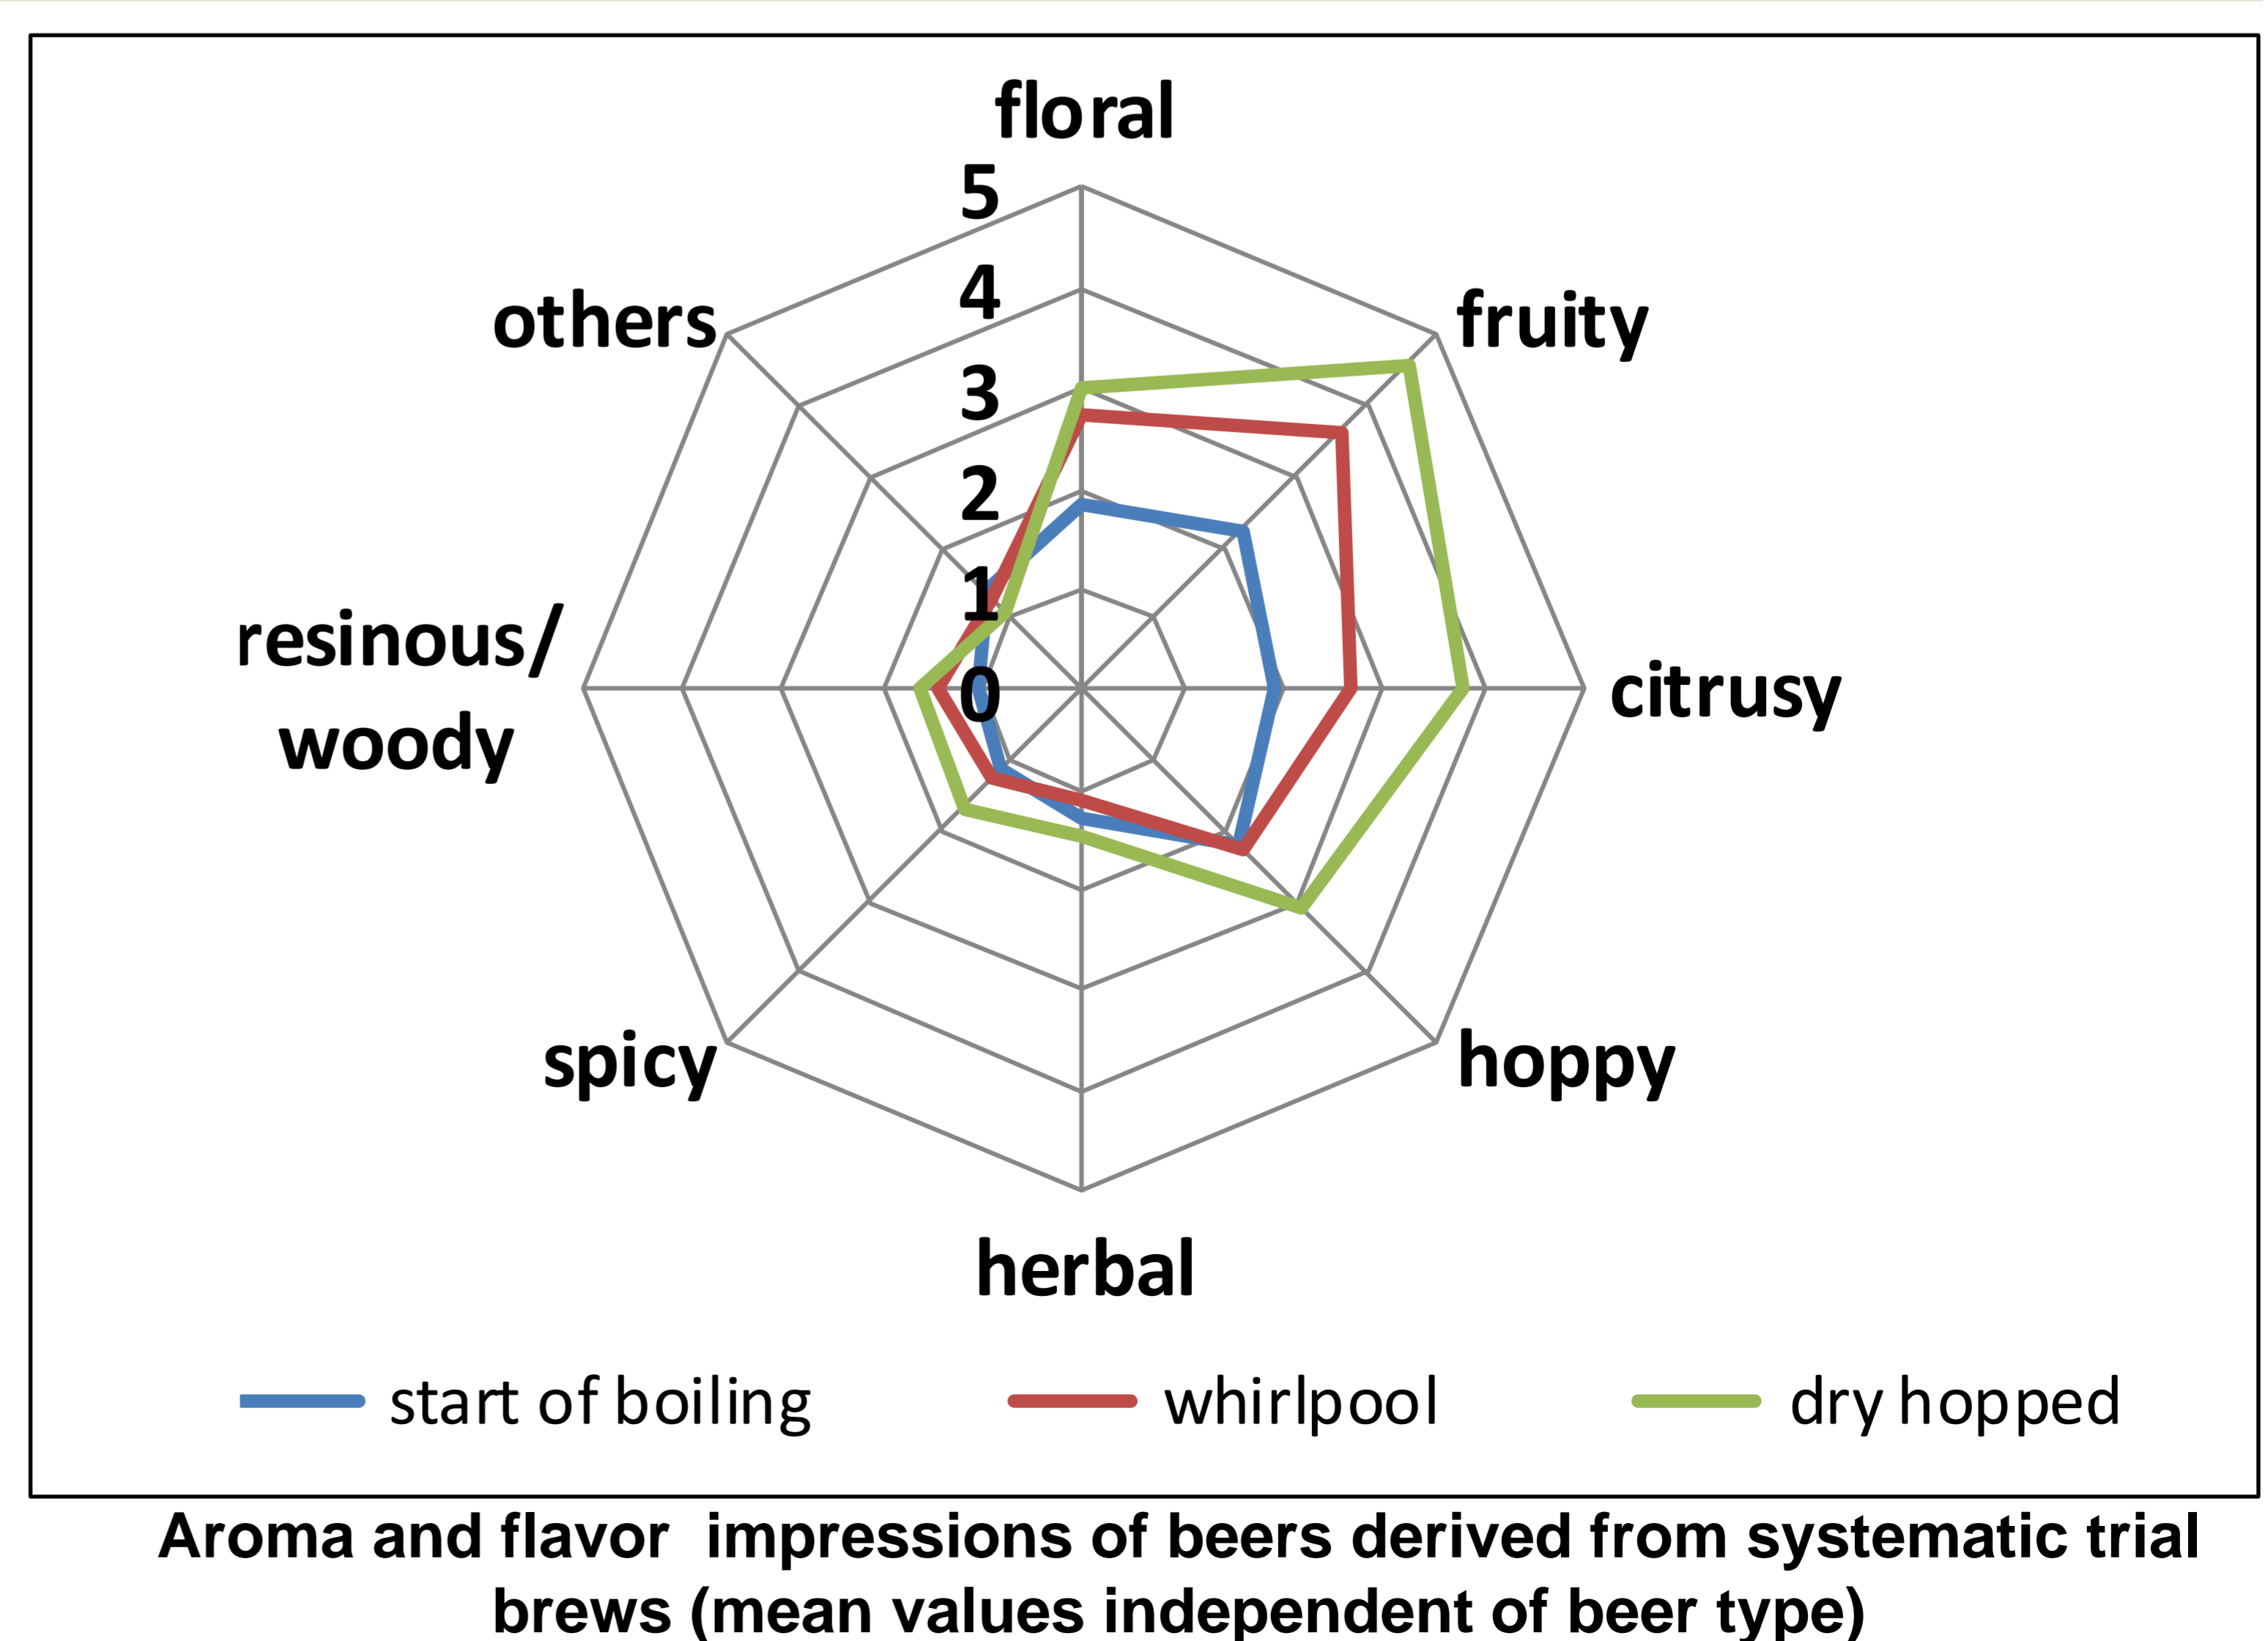 floral
5
4
3
2
1
0
others
fruity
resinous/
woody
citrusy
spicy
hoppy
herbal
start of boiling
whirlpool
dry hopped
Aroma and flavor impressions of beers derived from systematic trial
brews (mean values independent of beer type)